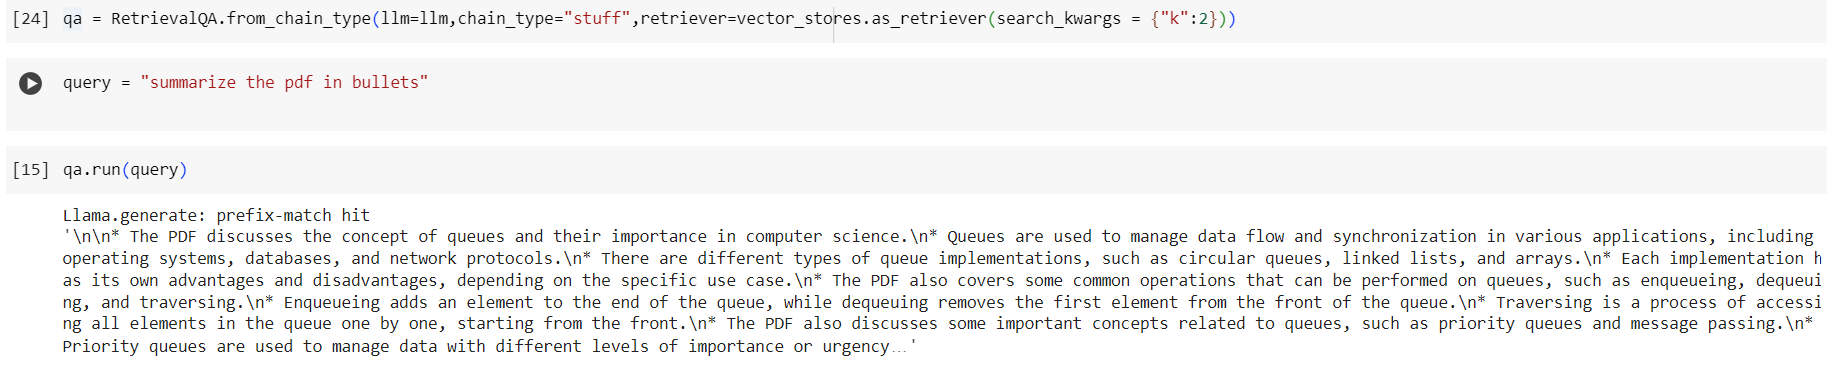 [24] qa = RetrievalQA.from_chain_type(llm=llm,chain_type="stuff",retriever=vector_stores.as_retriever(search_kwargs = {"k":2}))
query = "summarize the pdf in bullets"
[15] qa.run(query)
Llama.generate: prefix-match hit
'\n\n* The PDF discusses the concept of queues and their importance in computer science.\n* Queues are used to manage data flow and synchronization in various applications, including
operating systems, databases, and network protocols.\n* There are different types of queue implementations, such as circular queues, linked lists, and arrays.\n* Each implementation h
as its own advantages and disadvantages, depending on the specific use case.\n* The PDF also covers some common operations that can be performed on queues, such as enqueueing, dequeui
ng, and traversing.\n* Enqueueing adds an element to the end of the queue, while dequeuing removes the first element from the front of the queue.\n* Traversing is a process of accessi
ng all elements in the queue one by one, starting from the front.\n* The PDF also discusses some important concepts related to queues, such as priority queues and message passing.\n*
Priority queues are used to manage data with different levels of importance or urgency...'